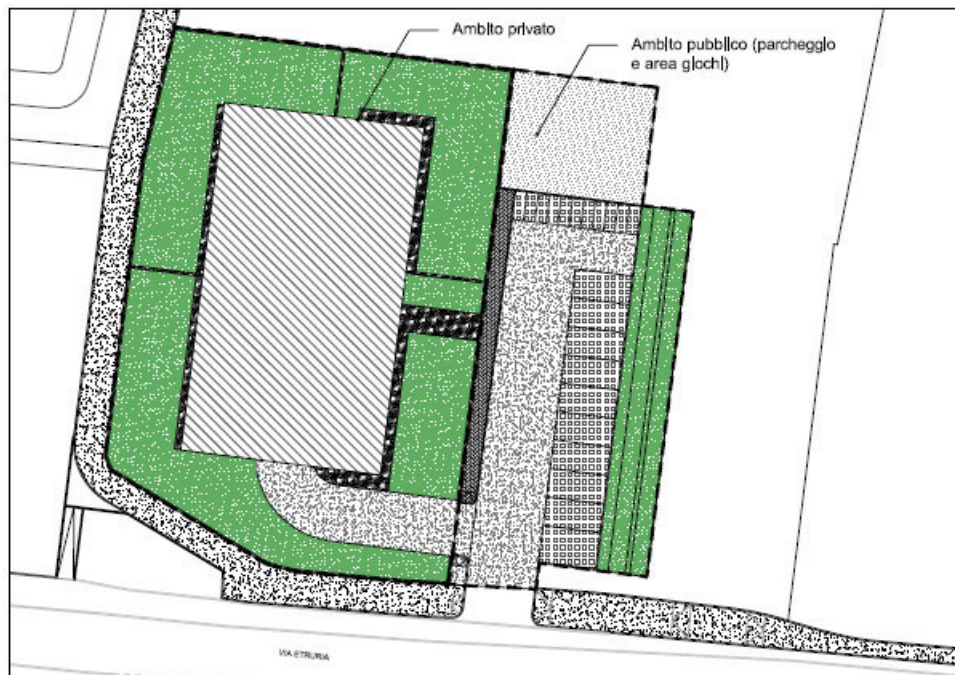 Ambito privato
Ambito pubblico (parcheggio
e area giochi)
VIA ETRURIA